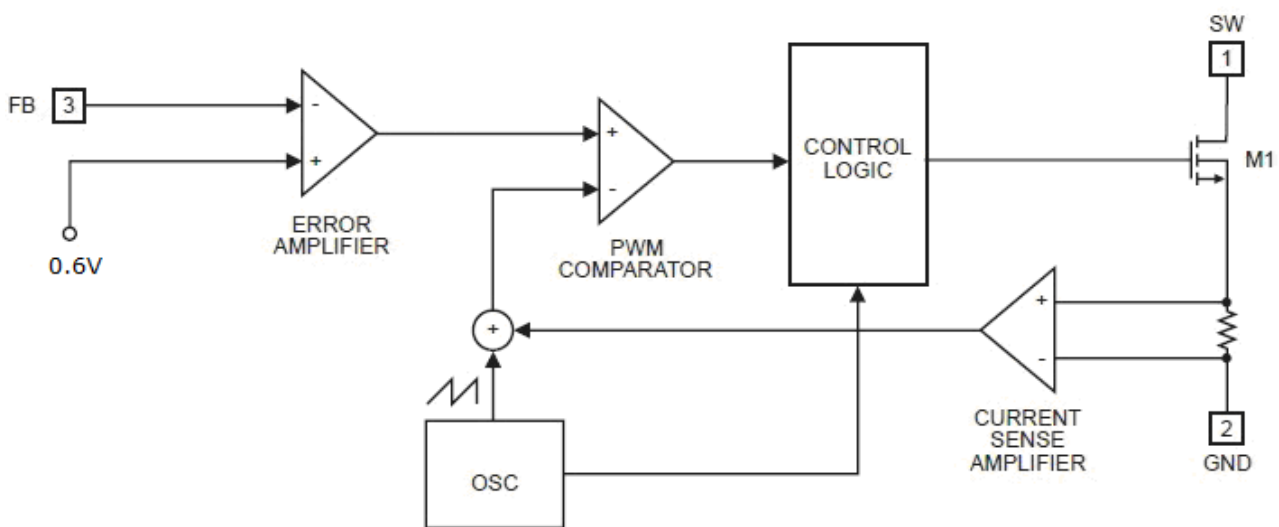 SW
1
FB 3
-
+
ERROR
AMPLIFIER
0.6V
+
-
PWM
COMPARATOR
CONTROL
LOGIC
M1
+
-
CURRENT
SENSE
AMPLIFIER
+
OSC
2
GND